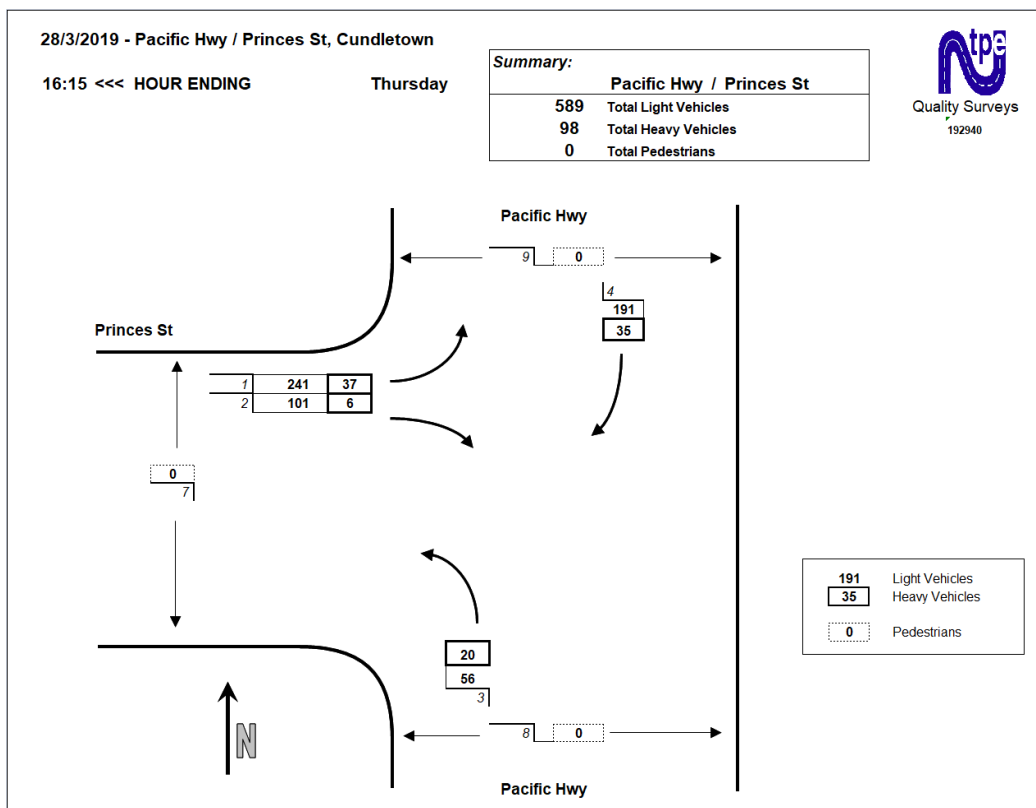 28/3/2019 - Pacific Hwy / Princes St, Cundletown
16:15 <<< HOUR ENDING Thursday
Summary:
Pacific Hwy / Princes St
589 Total Light Vehicles
98 Total Heavy Vehicles
0 Total Pedestrians
tpe
Quality Surveys
192940
Pacific Hwy
9 0
4
191
35
Princes St
1 241 37
2 101 6
0
7
20
56
3
8 0
Pacific Hwy
N
191 Light Vehicles
35 Heavy Vehicles
0 Pedestrians